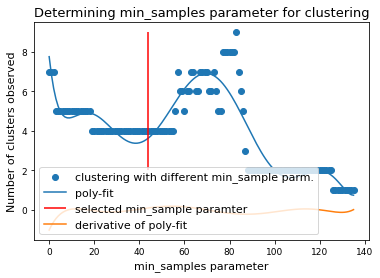 Determining min_samples parameter for clustering
Number of clusters observed
8
6
4
2
0
clustering with different min_sample parm.
poly-fit
selected min_sample paramter
derivative of poly-fit
0
20
40
60
80
100
120
140
min_samples parameter